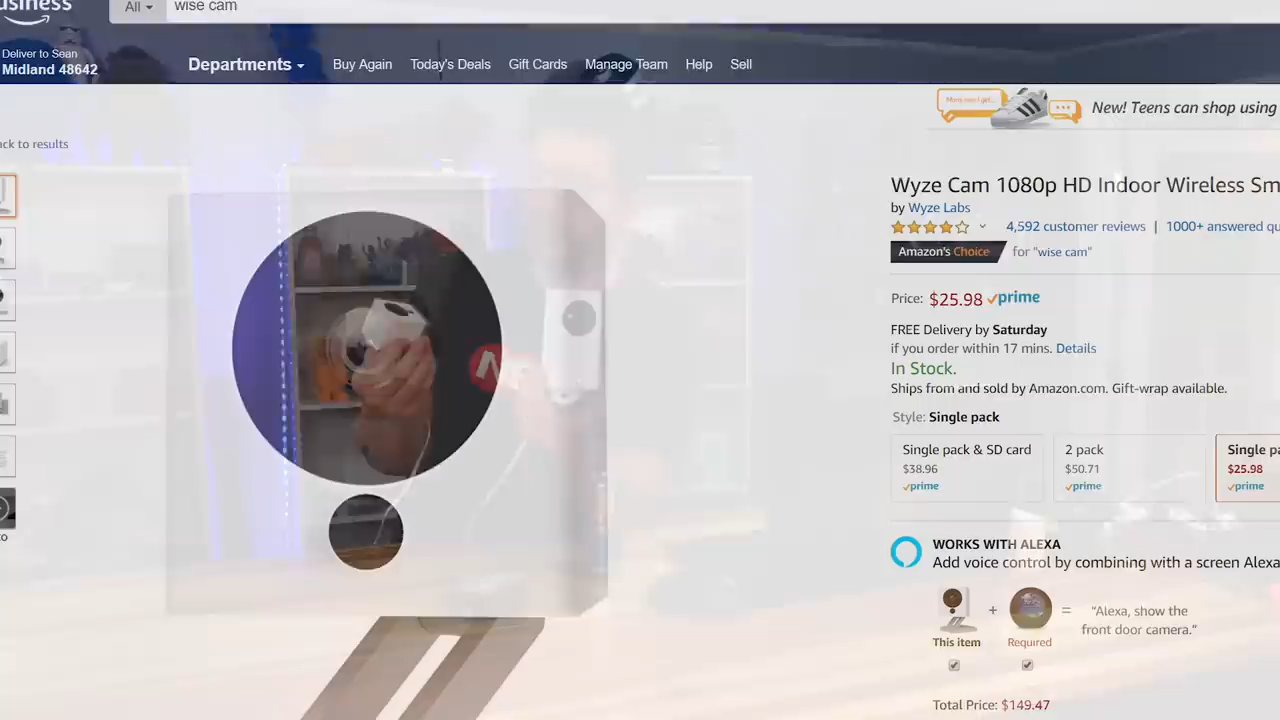 usiness
All
wise cam
Deliver to Sean
Midland 48642
Departments
Buy Again
Today's Deals
Gift Cards
Manage Team
Help
Sell
New! Teens can shop using
ck to results
Wyze Cam 1080p HD Indoor Wireless Sm
by Wyze Labs
4,592 customer reviews | 1000+ answered qu
Amazon's Choice for "wise cam"
Price: $25.98 prime
FREE Delivery by Saturday
if you order within 17 mins. Details
In Stock.
Ships from and sold by Amazon.com. Gift-wrap available.
Style: Single pack
Single pack & SD card
$38.96
prime
2 pack
$50.71
prime
Single pa
$25.98
prime
WORKS WITH ALEXA
Add voice control by combining with a screen Alexa
+
=
"Alexa, show the
front door camera."
This item
Required
Total Price: $149.47